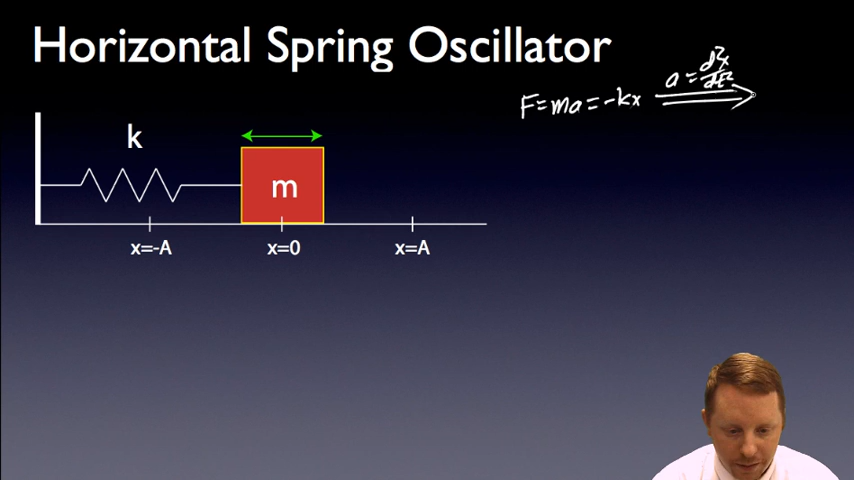 Horizontal Spring Oscillator
F=ma=-kx a=d²x/dt²
k
m
x=-A x=0 x=A